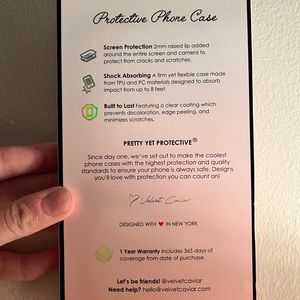 Protective Phone Case
Screen Protection 2mm raised lip added
around the entire screen and camera to
protect from cracks and scratches.
Shock Absorbing A firm yet flexible case made
from TPU and PC materials designed to absorb
impact from up to 8 feet.
Built to Last Featuring a clear coating which
prevents discoloration, edge peeling, and
minimizes scratches.
PRETTY YET PROTECTIVE®
Since day one, we've set out to make the coolest
phone cases with the highest protection and quality
standards to ensure your phone is always safe. Designs
you'll love with protection you can count on!
♡ Velvet Caviar
DESIGNED WITH ♥ IN NEW YORK
1 Year Warranty Includes 365 days of
coverage from date of purchase.
Let's be friends! @velvetcaviar
Need help? hello@velvetcaviar.com